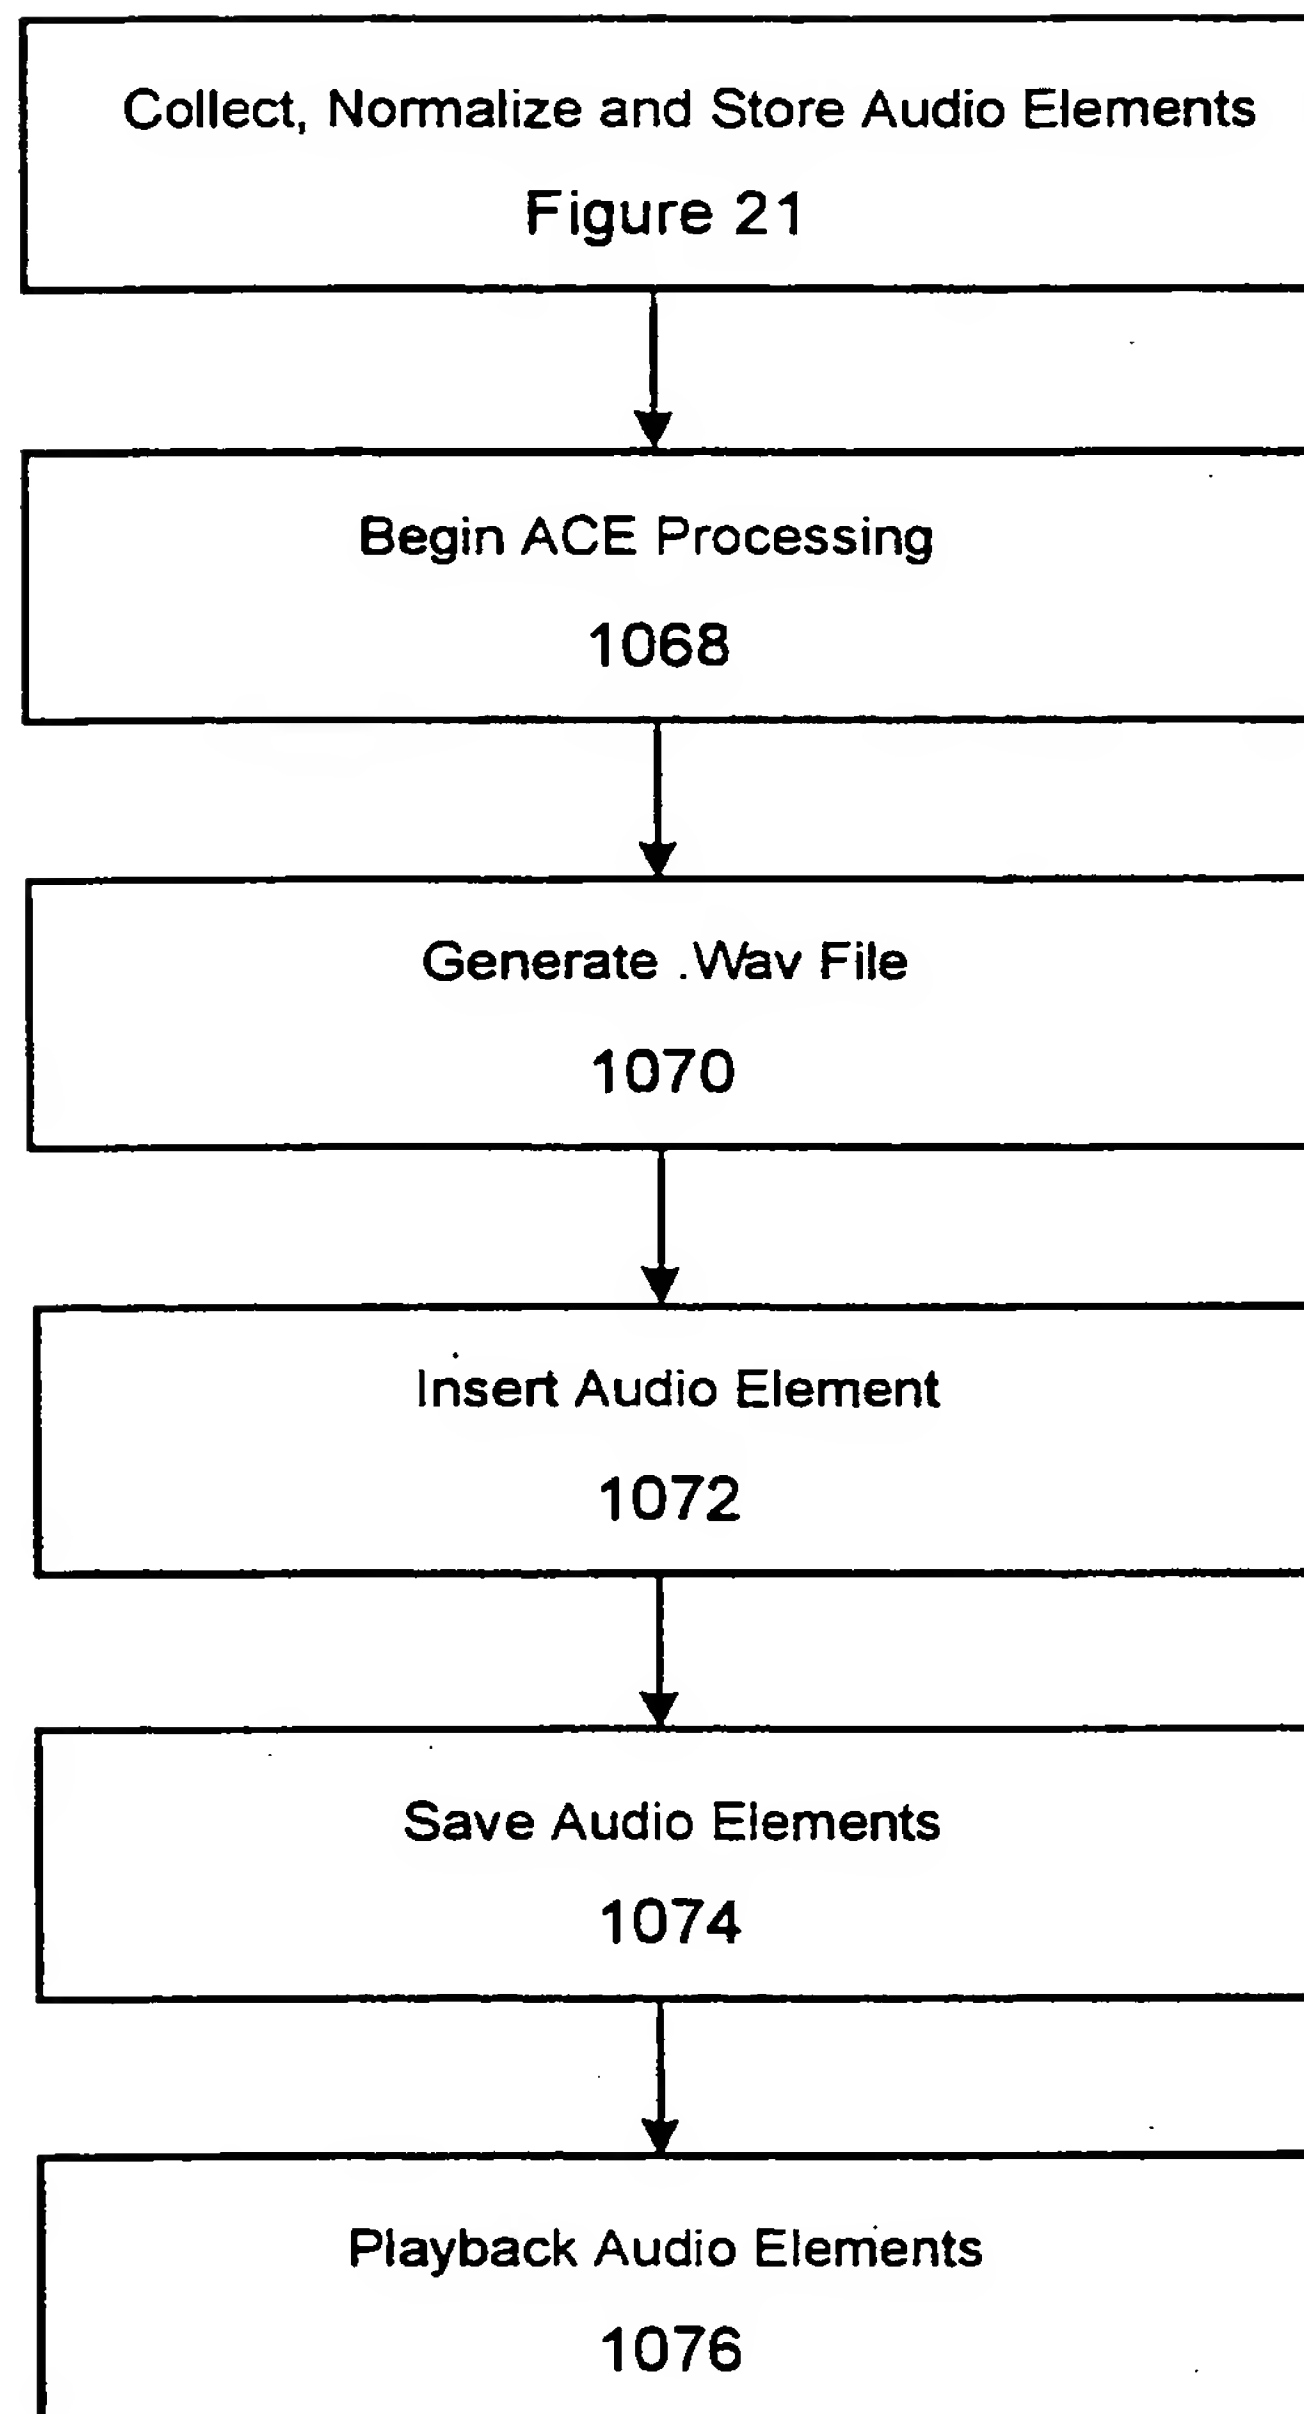 Collect, Normalize and Store Audio Elements
Figure 21
Begin ACE Processing
1068
Generate .Wav File
1070
Insert Audio Element
1072
Save Audio Elements
1074
Playback Audio Elements
1076